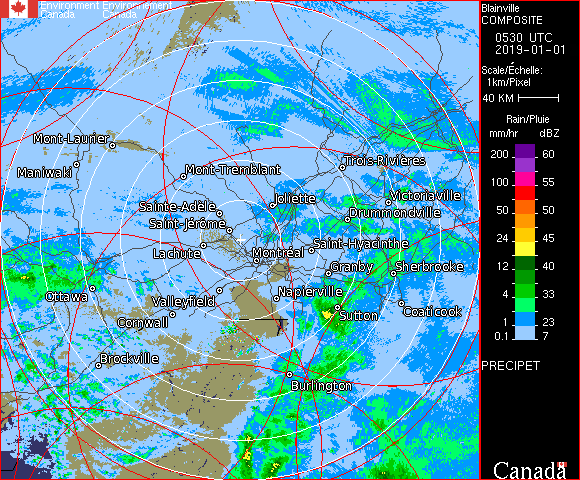 Environment Environnement
Canada Canada
Blainville
COMPOSITE
0530 UTC
2019-01-01
Scale/Échelle:
1km/Pixel
40 KM
Rain/Pluie
mm/hr dBZ
200 60
100 55
50 50
24 45
12 40
4 33
1 23
0.1 7
PRECIPET
Canada
Mont-Laurier
Maniwaki
Mont-Tremblant
Trois-Rivières
Sainte-Adèle
Joliette
Victoriaville
Saint-Jérôme
Drummondville
Lachute
Montréal
Saint-Hyacinthe
Granby
Sherbrooke
Ottawa
Valleyfield
Napierville
Cornwall
Sutton
Coaticook
Brockville
Burlington